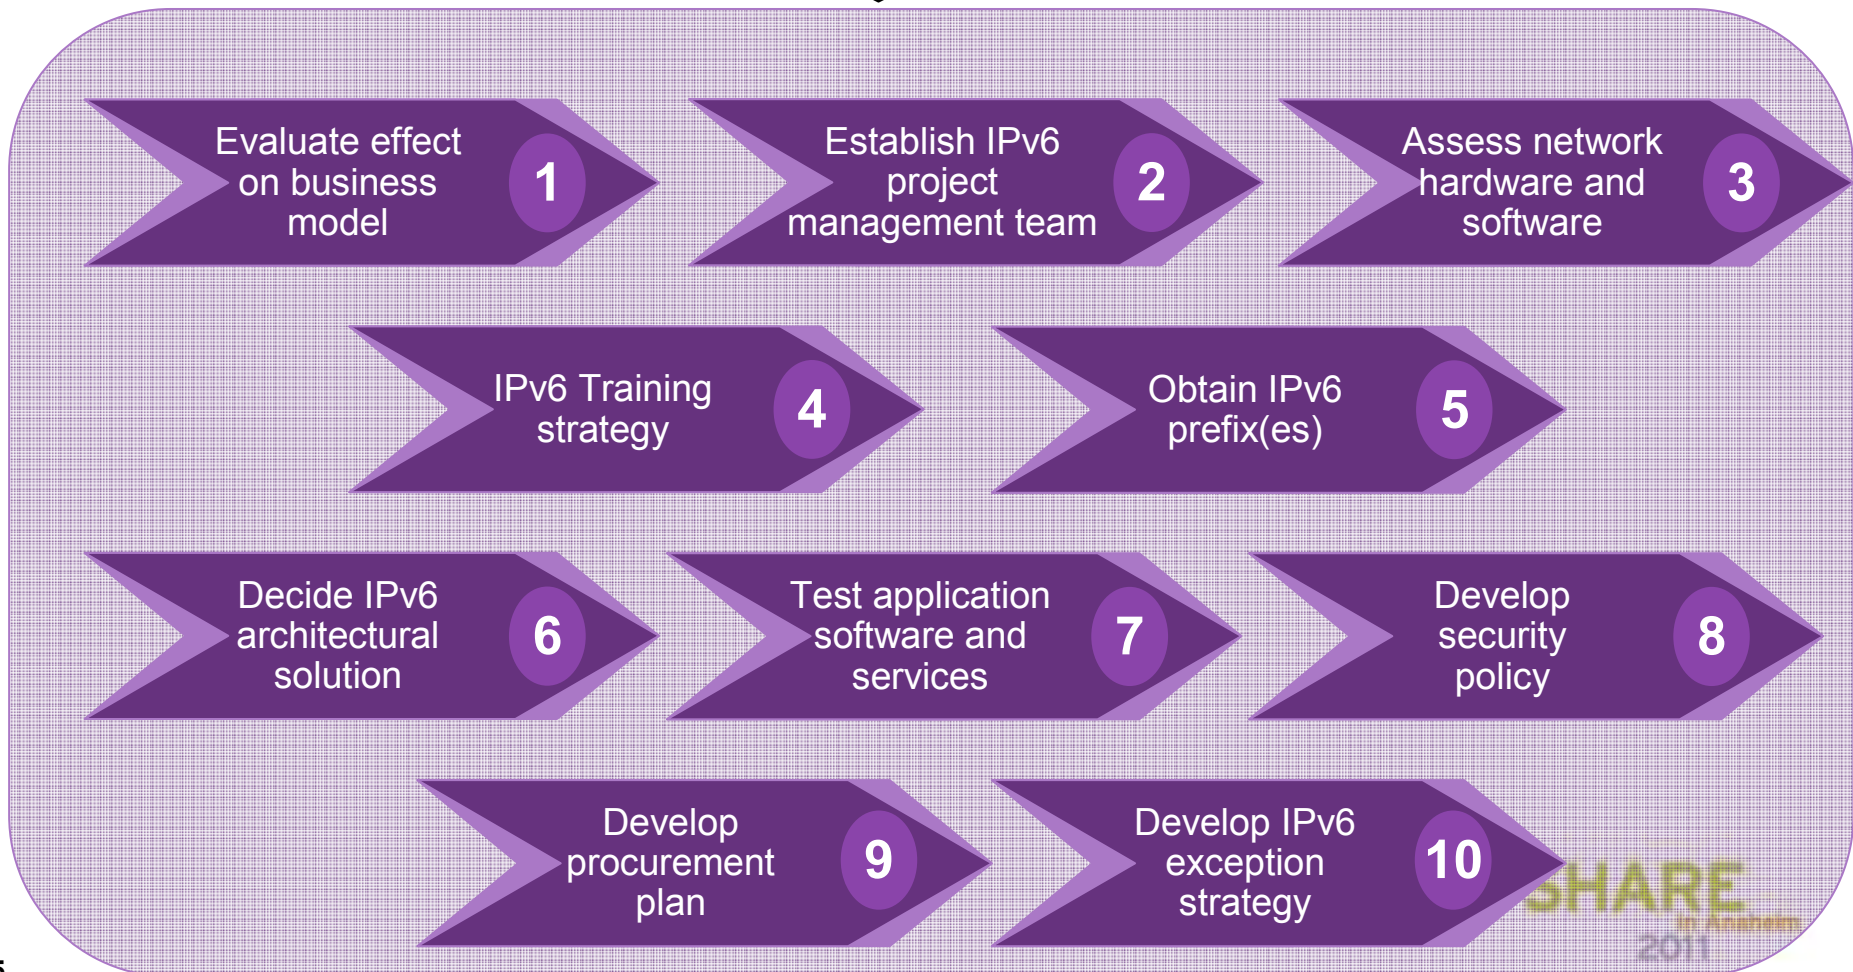 Evaluate effect
on business
model
1
Establish IPv6
project
management team
2
Assess network
hardware and
software
3
IPv6 Training
strategy
4
Obtain IPv6
prefix(es)
5
Decide IPv6
architectural
solution
6
Test application
software and
services
7
Develop
security
policy
8
Develop
procurement
plan
9
Develop IPv6
exception
strategy
10
SHARE
in Anaheim
2011